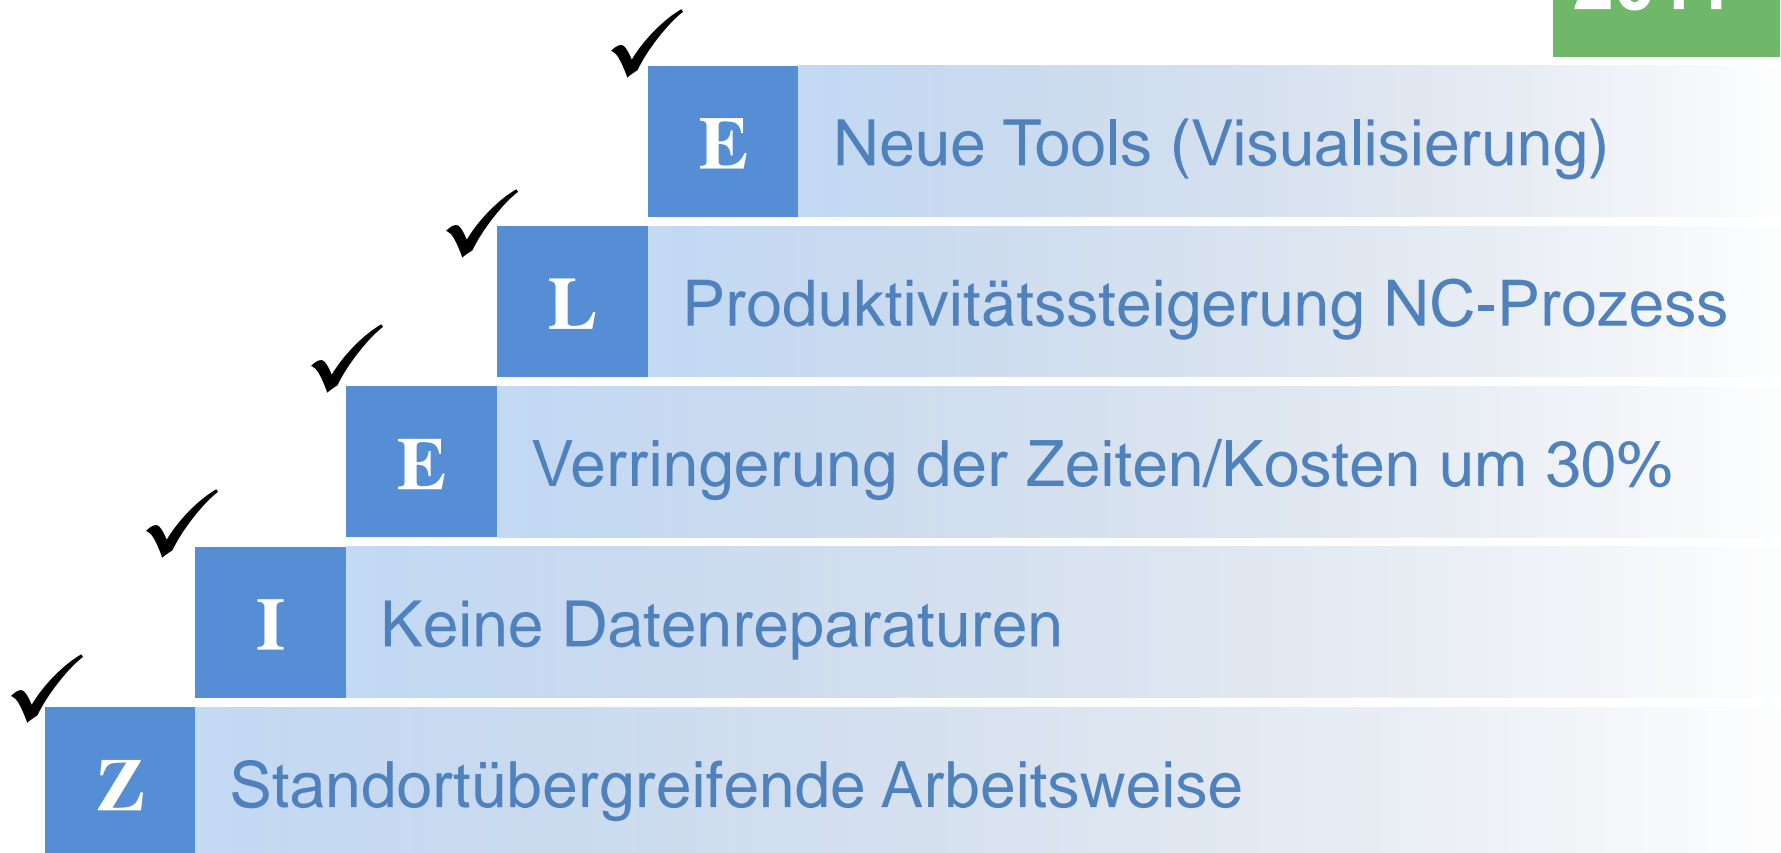 E Neue Tools (Visualisierung)
L Produktivitätssteigerung NC-Prozess
E Verringerung der Zeiten/Kosten um 30%
I Keine Datenreparaturen
Z Standortübergreifende Arbeitsweise